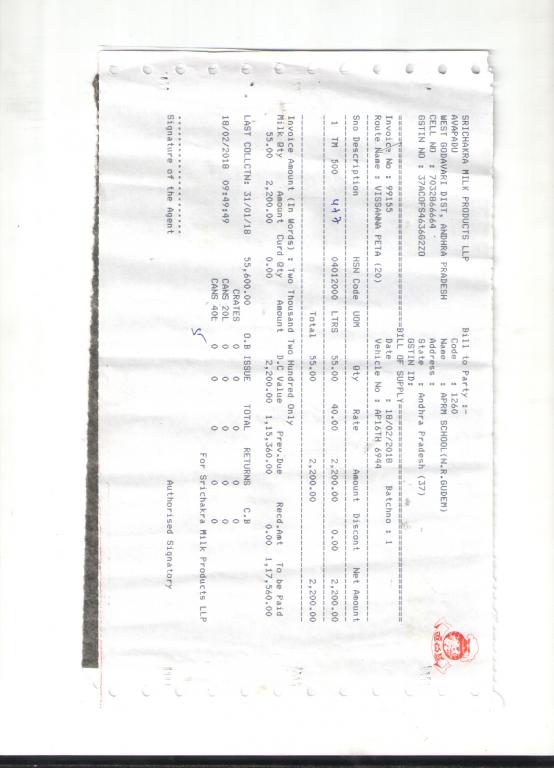 SRICHAKRA MILK PRODUCTS LLP
AVAPADU
WEST GODAVARI DIST, ANDHRA PRADESH
CELL NO : 7032866664
GSTIN NO : 37ACOFS4636G2Z0
Bill to Party :-
Code : 1260
Name : APRM SCHOOL(N.R.GUDEM)
Address :
State : Andhra Pradesh (37)
GSTIN ID:
BILL OF SUPPLY
Invoice No : 99155 Date : 18/02/2018 Batchno : 1
Route Name : VISSANNA PETA (20) Vehicle No : AP16TH 6944
Sno Description HSN Code UOM Qty Rate Amount Discont Net Amount
1 TM 500 04012000 LTRS 55.00 40.00 2,200.00 0.00 2,200.00
Total 55.00 2,200.00 2,200.00
Invoice Amount (In Words) : Two Thousand Two Hundred Only
Milk Qty Amount Curd Qty Amount D.C Value Prev.Due Recd.Amt To be Paid
55.00 2,200.00 0.00 2,200.00 1,15,360.00 0.00 1,17,560.00
LAST COLLCTN: 31/01/18 55,600.00 O.B ISSUE TOTAL RETURNS C.B
CRATES 0 0 0 0 0
18/02/2018 09:49:49 CANS 20L 0 0 0 0 0
CANS 40L 0 0 0 0 0
For Srichakra Milk Products LLP
Signature of the Agent Authorised Signatory